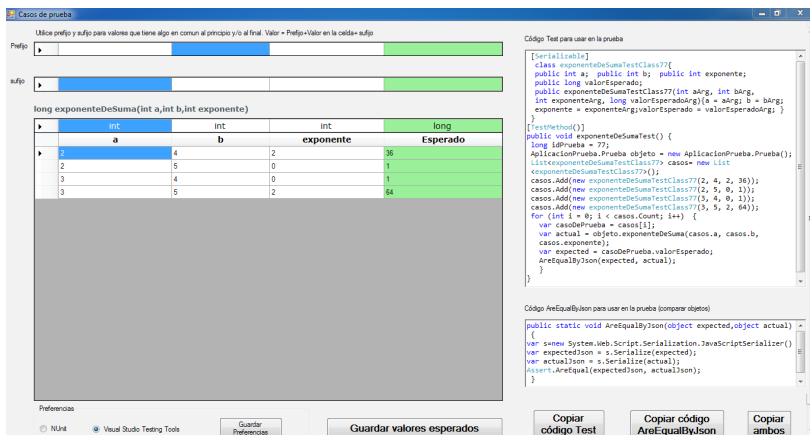 Casos de prueba
Utilice prefijo y sufijo para valores que tiene algo en comun al principio y/o al final. Valor = Prefijo+Valor en la celda+ sufijo
Prefijo
sufijo
long exponenteDeSuma(int a,int b,int exponente)
int int int long
a b exponente Esperado
2 4 2 36
2 5 0 1
3 4 0 1
3 5 2 64
Preferencias
NUnit Visual Studio Testing Tools
Guardar
Preferencias
Guardar valores esperados
Código Test para usar en la prueba
[Serializable]
class exponenteDeSumaTestClass77{
public int a; public int b; public int exponente;
public long valorEsperado;
public exponenteDeSumaTestClass77(int aArg, int bArg,
int exponenteArg, long valorEsperadoArg){a = aArg; b = bArg;
exponente = exponenteArg;valorEsperado = valorEsperadoArg; }
}
[TestMethod()]
public void exponenteDeSumaTest() {
long idPrueba = 77;
AplicacionPrueba.Prueba objeto = new AplicacionPrueba.Prueba();
List<exponenteDeSumaTestClass77> casos= new List
<exponenteDeSumaTestClass77>();
casos.Add(new exponenteDeSumaTestClass77(2, 4, 2, 36));
casos.Add(new exponenteDeSumaTestClass77(2, 5, 0, 1));
casos.Add(new exponenteDeSumaTestClass77(3, 4, 0, 1));
casos.Add(new exponenteDeSumaTestClass77(3, 5, 2, 64));
for (int i = 0; i < casos.Count; i++) {
var casoDePrueba = casos[i];
var actual = objeto.exponenteDeSuma(casos.a, casos.b,
casos.exponente);
var expected = casoDePrueba.valorEsperado;
AreEqualByJson(expected, actual);
}
}
Código AreEqualByJson para usar en la prueba (comparar objetos)
public static void AreEqualByJson(object expected,object actual)
{
var s=new System.Web.Script.Serialization.JavaScriptSerializer()
var expectedJson = s.Serialize(expected);
var actualJson = s.Serialize(actual);
Assert.AreEqual(expectedJson, actualJson);
}
Copiar
código Test
Copiar código
AreEqualByJson
Copiar
ambos